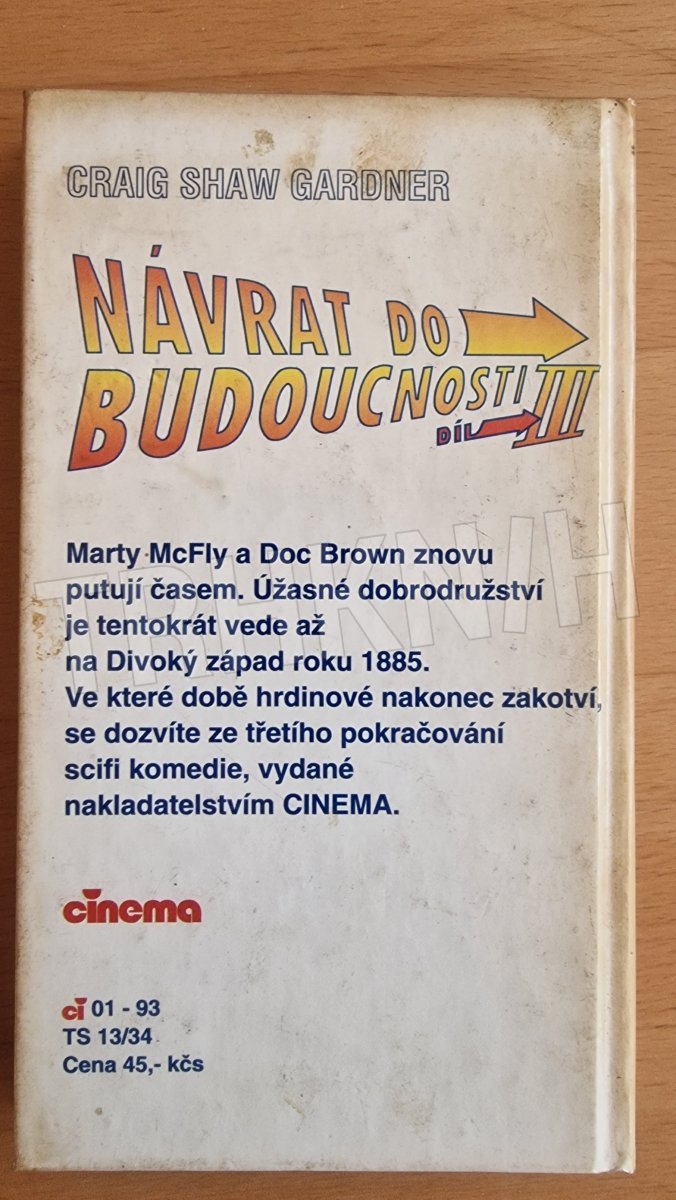 CRAIG SHAW GARDNER
NÁVRAT DO
BUDOUCNOSTI III
DÍL
Marty McFly a Doc Brown znovu
putují časem. Úžasné dobrodružství
je tentokrát vede až
na Divoký západ roku 1885.
Ve které době hrdinové nakonec zakotví,
se dozvíte ze třetího pokračování
scifi komedie, vydané
nakladatelstvím CINEMA.
cinema
ci 01 - 93
TS 13/34
Cena 45,- kčs
TRHKNIH